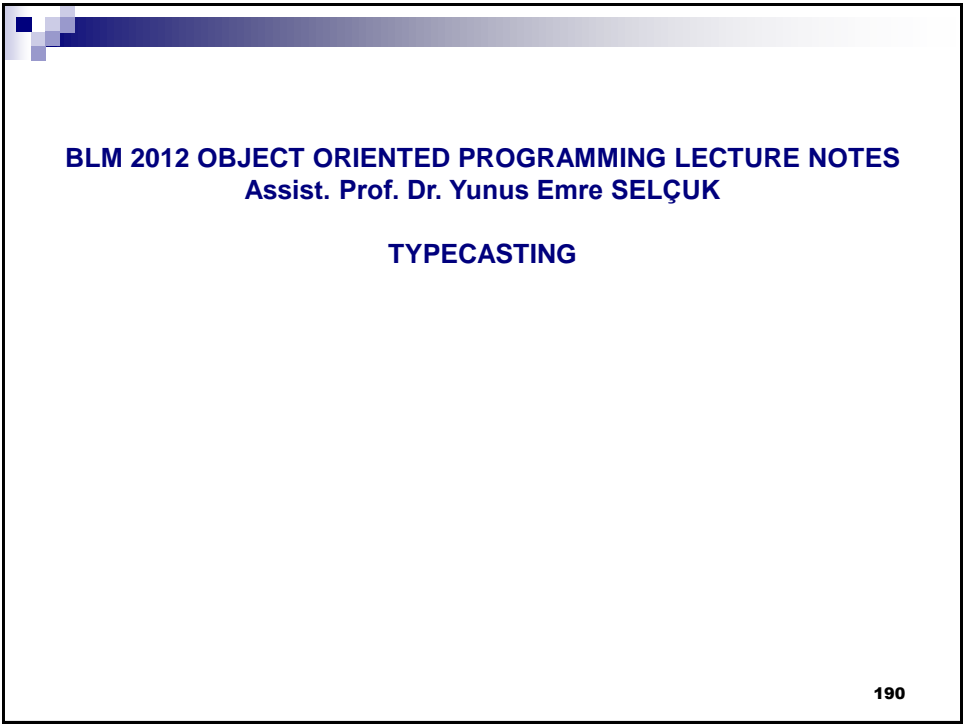 BLM 2012 OBJECT ORIENTED PROGRAMMING LECTURE NOTES
Assist. Prof. Dr. Yunus Emre SELÇUK
TYPECASTING
190